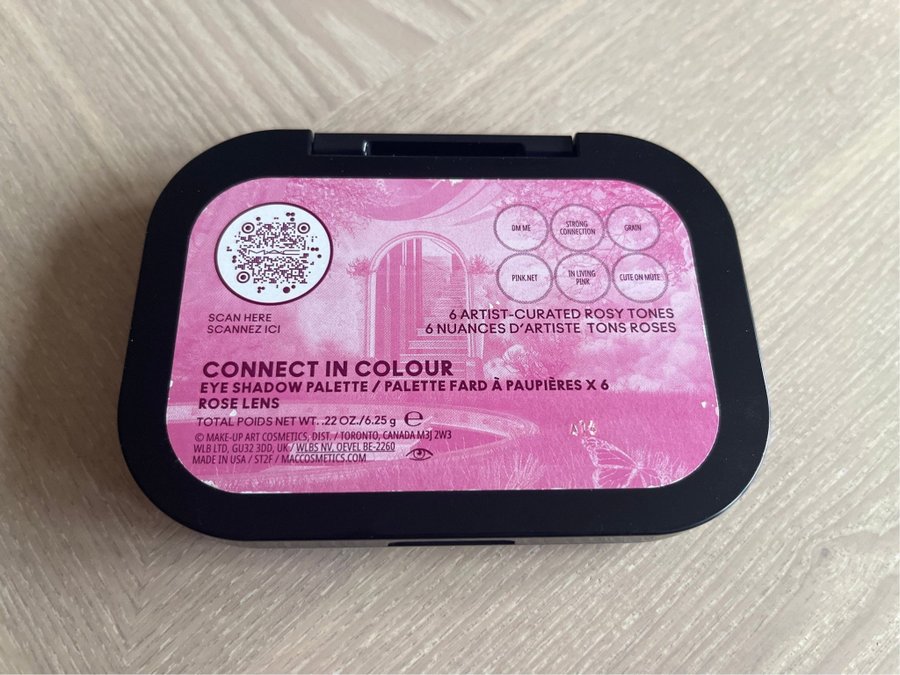 DM ME
STRONG CONNECTION
GRAIN
PINK.NET
IN LIVING PINK
CUTE ON MUTE
SCAN HERE
SCANNEZ ICI
6 ARTIST-CURATED ROSY TONES
6 NUANCES D'ARTISTE TONS ROSES
CONNECT IN COLOUR
EYE SHADOW PALETTE / PALETTE FARD À PAUPIÈRES X 6
ROSE LENS
TOTAL POIDS NET WT. .22 OZ./6.25 g ℮
© MAKE-UP ART COSMETICS, DIST. / TORONTO, CANADA M3J 2W3
WLB LTD, GU32 3DD, UK / WLBS NV, OEVEL BE-2260
MADE IN USA / ST2F / MACCOSMETICS.COM